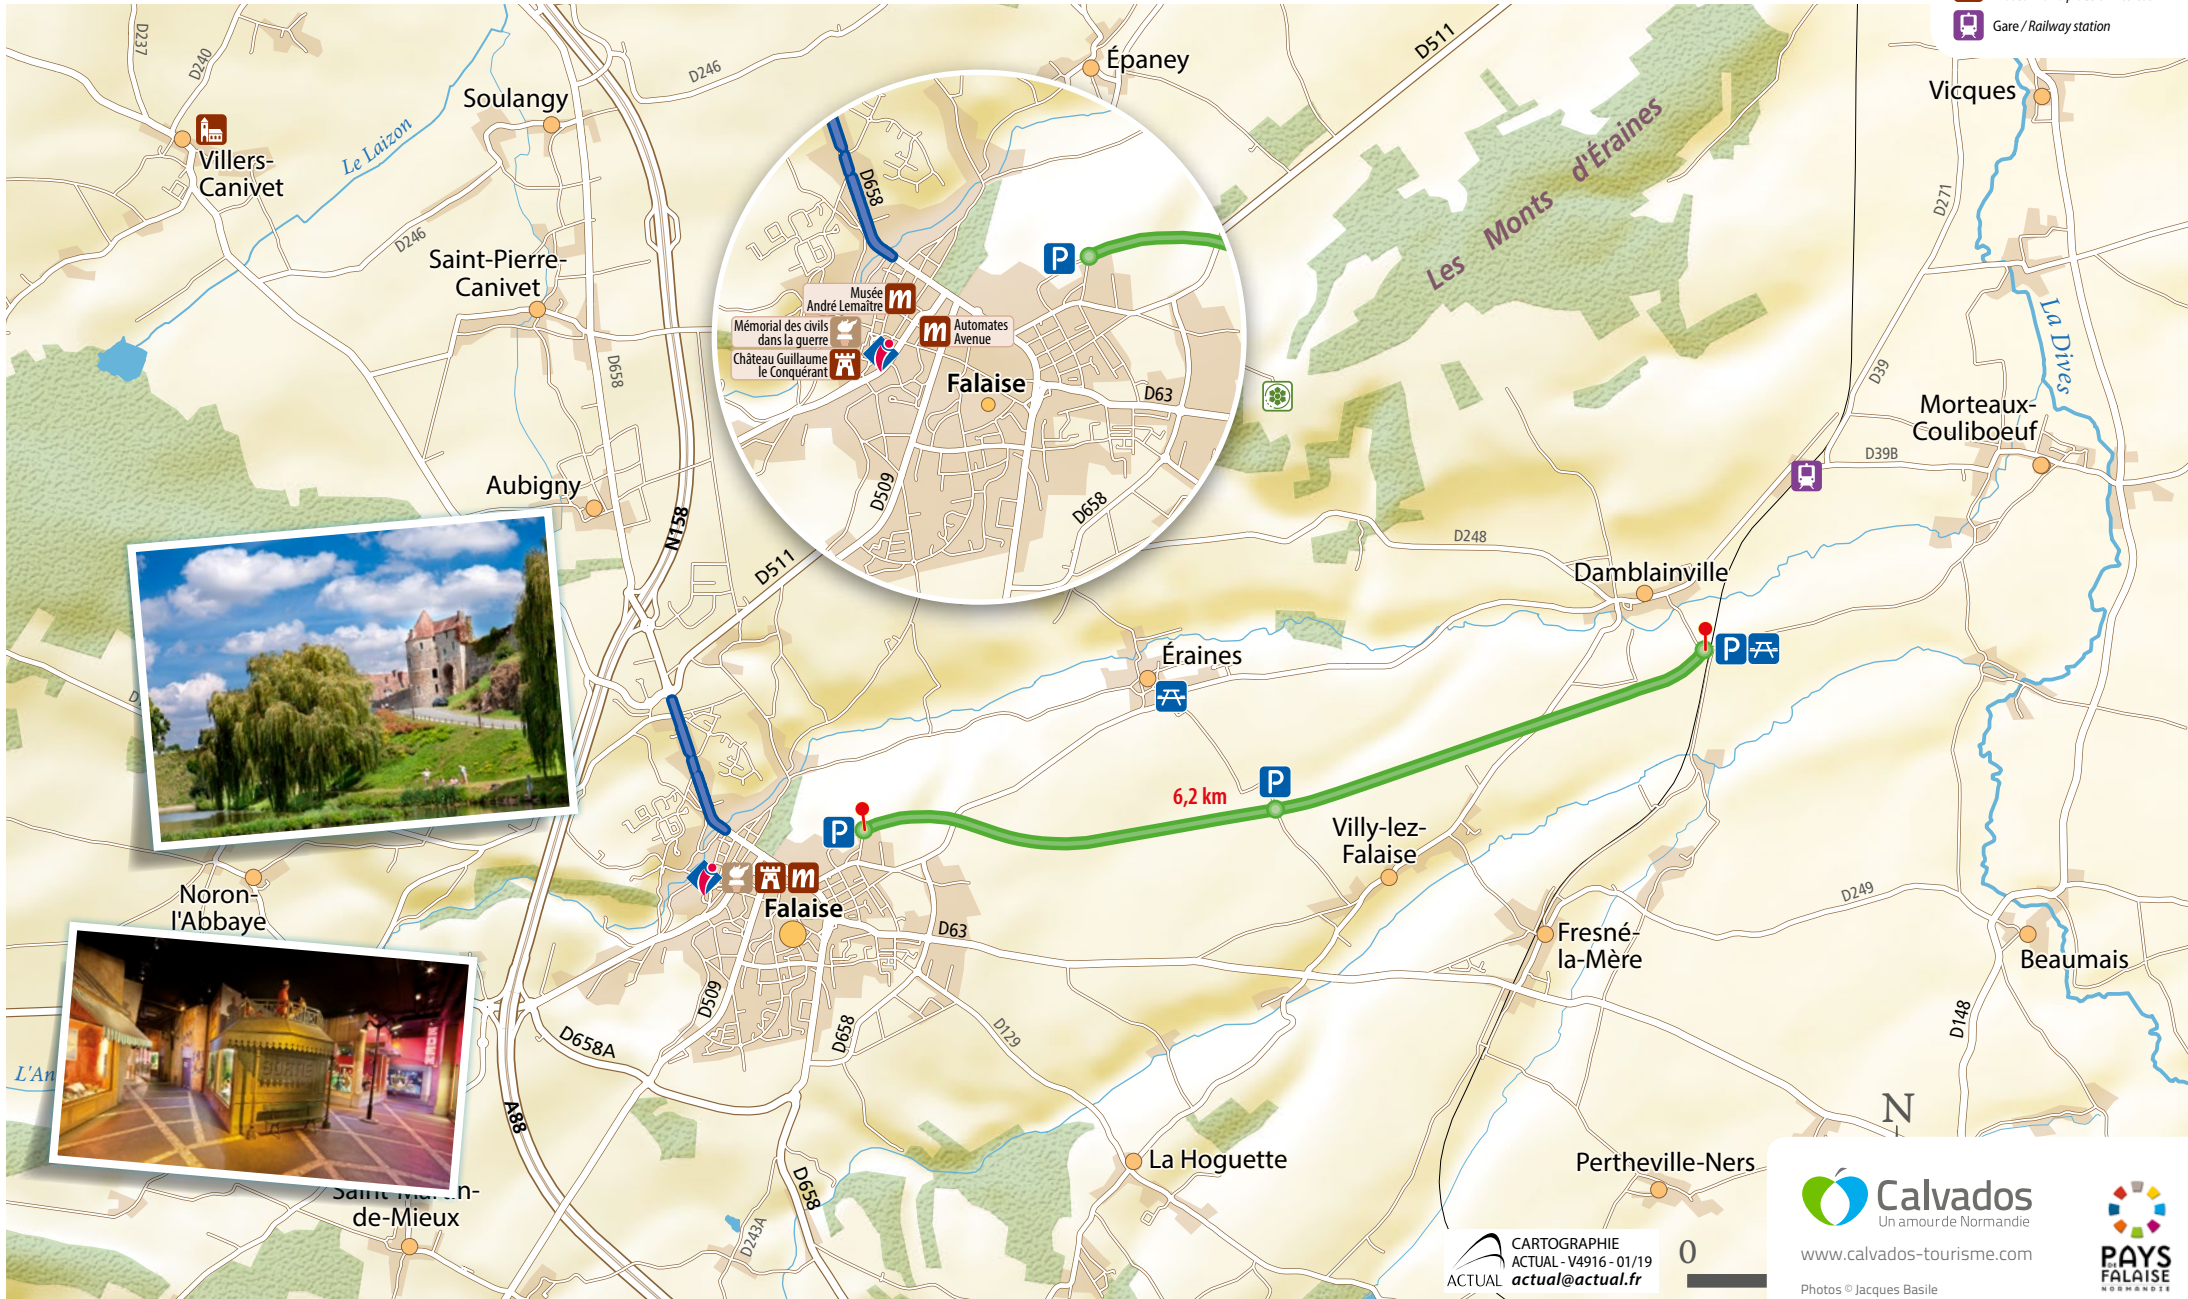 Gare / Railway station
D237
D240
D246
D511
Épaney
Vicques
Soulangy
Le Laizon
Villers-
Canivet
Les Monts d'Éraines
D271
D658
D246
Saint-Pierre-
Canivet
P
Musée
André Lemaître
m
Mémorial des civils
dans la guerre
m
Automates
Avenue
Château Guillaume
le Conquérant
Falaise
D63
La Dives
D658
D39
Morteaux-
Couliboeuf
D39B
Aubigny
D509
D658
N158
D511
D248
Damblainville
Éraines
P
P
6,2 km
P
Villy-lez-
Falaise
m
Falaise
Noron-
l'Abbaye
D63
D249
Fresné-
la-Mère
Beaumais
D509
D658
D129
D148
D658A
L'An
A88
N
La Hoguette
Pertheville-Ners
D658
de-Mieux
D243A
CARTOGRAPHIE
ACTUAL - V4916 - 01/19
ACTUAL actual@actual.fr
0
Calvados
Un amour de Normandie
www.calvados-tourisme.com
Photos © Jacques Basile
PAYS
DE
FALAISE
NORMANDIE